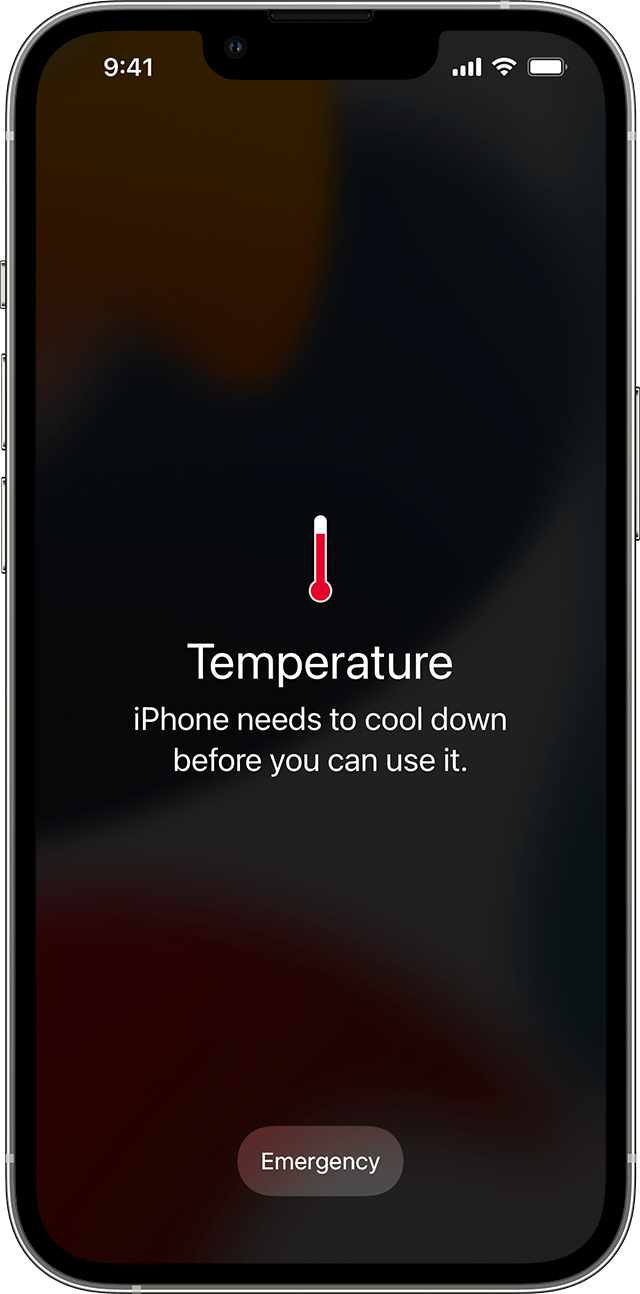 9:41
Temperature
iPhone needs to cool down
before you can use it.
Emergency